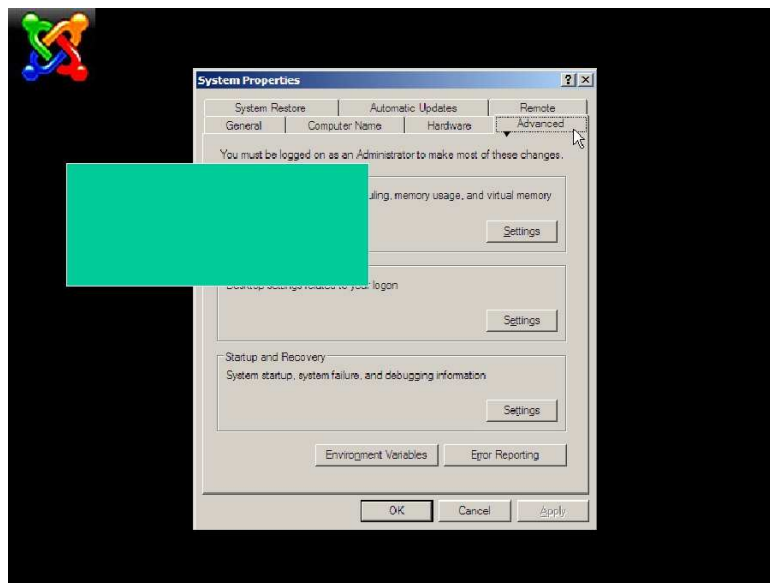 System Properties
System Restore Automatic Updates Remote
General Computer Name Hardware Advanced
You must be logged on as an Administrator to make most of these changes.
memory usage, and virtual memory
Settings
logon
Settings
Startup and Recovery
System startup, system failure, and debugging information
Settings
Environment Variables Error Reporting
OK Cancel Apply